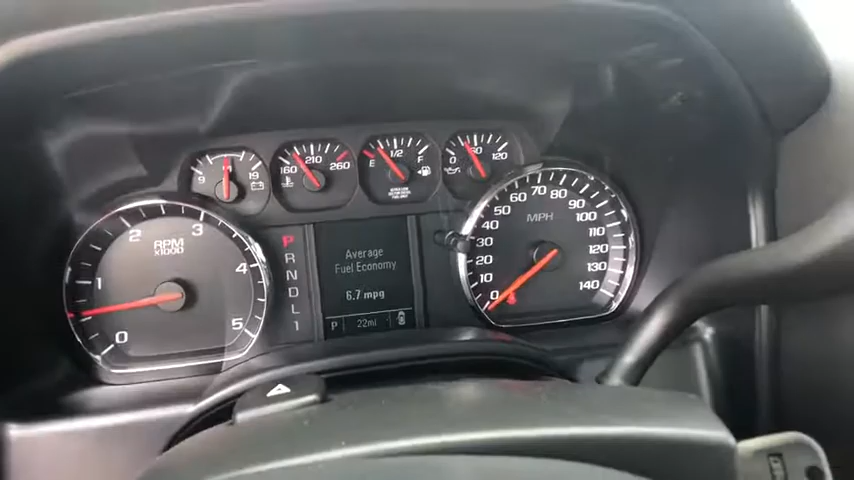 9 14 19
160 210 260
E 1/2 F
0 60 120
RPM
X1000
0 1 2 3 4 5
P
R
N
D
L
1
Average
Fuel Economy
6.7 mpg
P 22mi
MPH
0 10 20 30 40 50 60 70 80 90 100 110 120 130 140